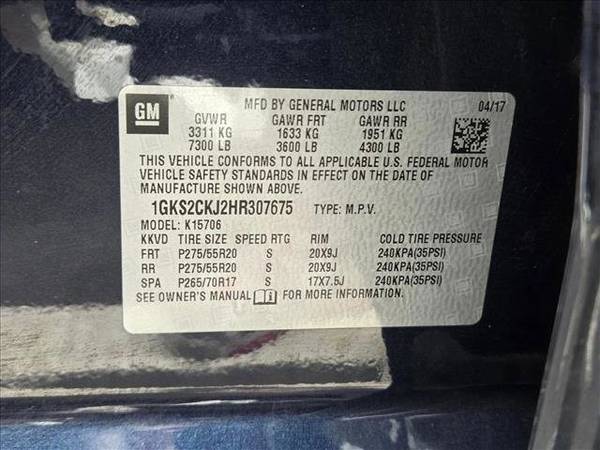 GM
MFD BY GENERAL MOTORS LLC 04/17
GVWR GAWR FRT GAWR RR
3311 KG 1633 KG 1951 KG
7300 LB 3600 LB 4300 LB
THIS VEHICLE CONFORMS TO ALL APPLICABLE U.S. FEDERAL MOTOR
VEHICLE SAFETY STANDARDS IN EFFECT ON THE DATE OF
MANUFACTURE SHOWN ABOVE.
1GKS2CKJ2HR307675 TYPE: M.P.V.
MODEL: K15706
KKVD TIRE SIZE SPEED RTG RIM COLD TIRE PRESSURE
FRT P275/55R20 S 20X9J 240KPA(35PSI)
RR P275/55R20 S 20X9J 240KPA(35PSI)
SPA P265/70R17 S 17X7.5J 240KPA(35PSI)
SEE OWNER'S MANUAL FOR MORE INFORMATION.